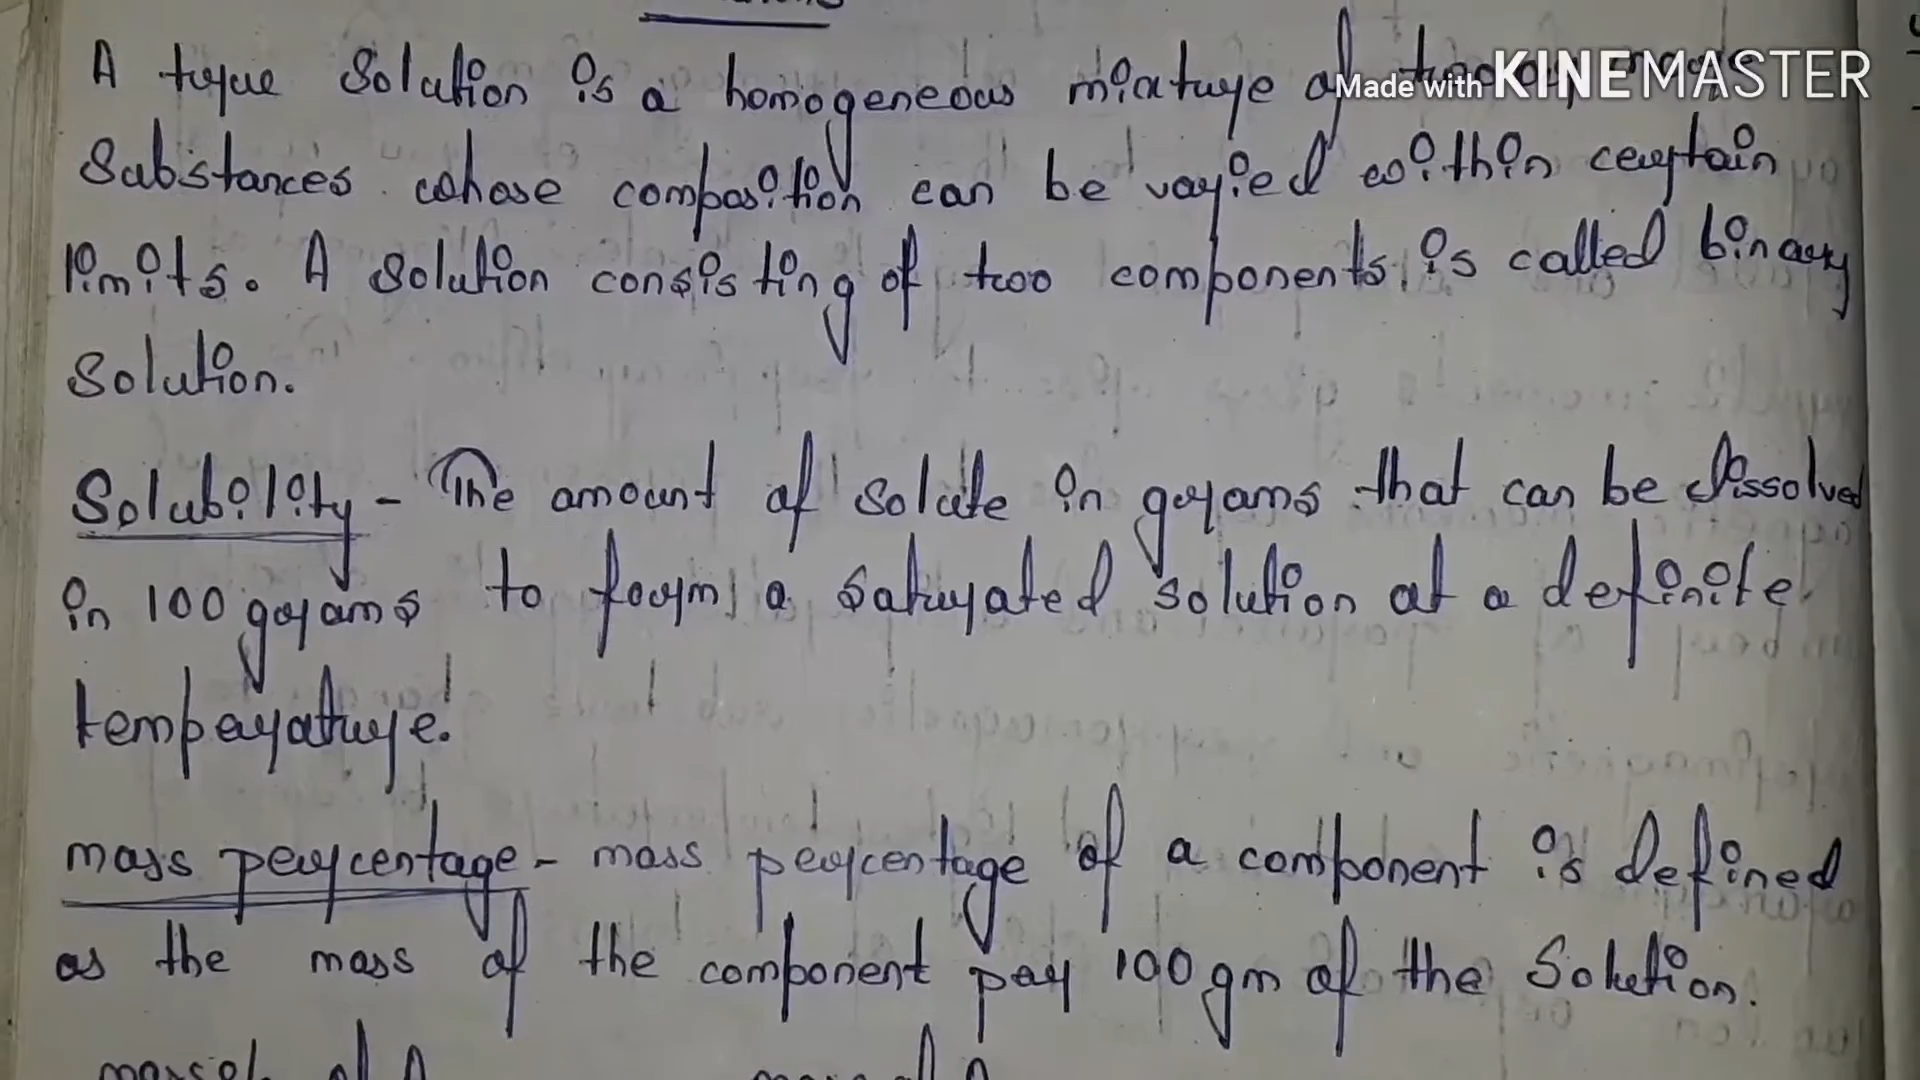 A true solution is a homogeneous mixture of two or more
Made with KINEMASTER
substances whose composition can be varied within certain
limits. A solution consisting of two components is called binary
solution.
Solubility - The amount of solute in grams that can be dissolved
in 100 grams to form a saturated solution at a definite
temperature.
mass percentage - mass percentage of a component is defined
as the mass of the component per 100 gm of the solution.